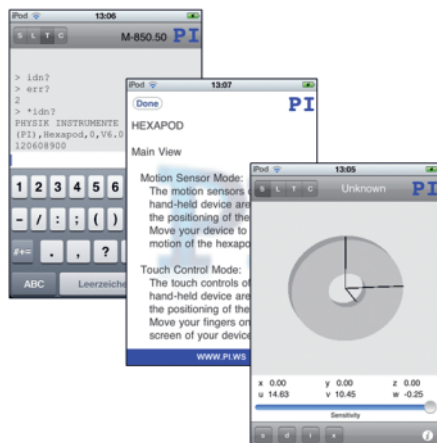 iPod 13:06
S L T C M-850.50 PI
> idn?
> err?
2
> *idn?
PHYSIK INSTRUMENTE
(PI),Hexapod,0,V6.0
120608900
1 2 3 4 5 6
- / : ; ( )
#+= . , ?
ABC Leerzeiche
iPod 13:07
Done PI
HEXAPOD
Main View
Motion Sensor Mode:
The motion sensors
hand-held device are
the positioning of the
Move your device to
motion of the hexapo
Touch Control Mode:
The touch controls of
hand-held device are
the positioning of the
Move your fingers on
screen of your device
WWW.PI.WS
iPod 13:05
S L T C Unknown PI
x 0.00 y 0.00 z 0.00
u 14.63 v 10.45 w -0.25
Sensitivity